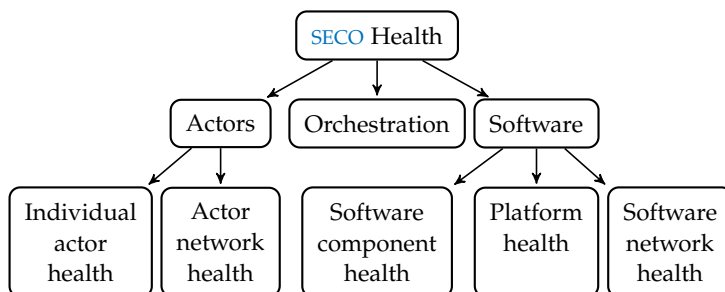 SECO Health
Actors
Orchestration
Software
Individual
actor
health
Actor
network
health
Software
component
health
Platform
health
Software
network
health